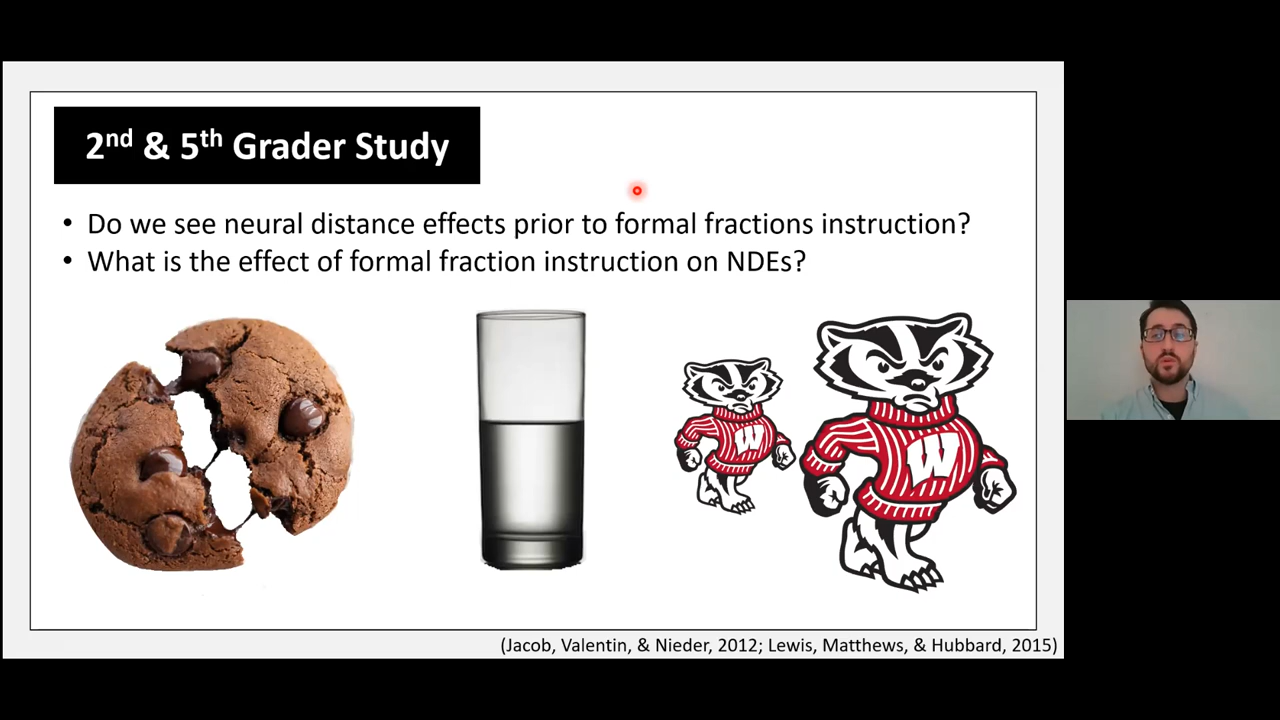 2nd & 5th Grader Study
• Do we see neural distance effects prior to formal fractions instruction?
• What is the effect of formal fraction instruction on NDEs?
W
W
(Jacob, Valentin, & Nieder, 2012; Lewis, Matthews, & Hubbard, 2015)